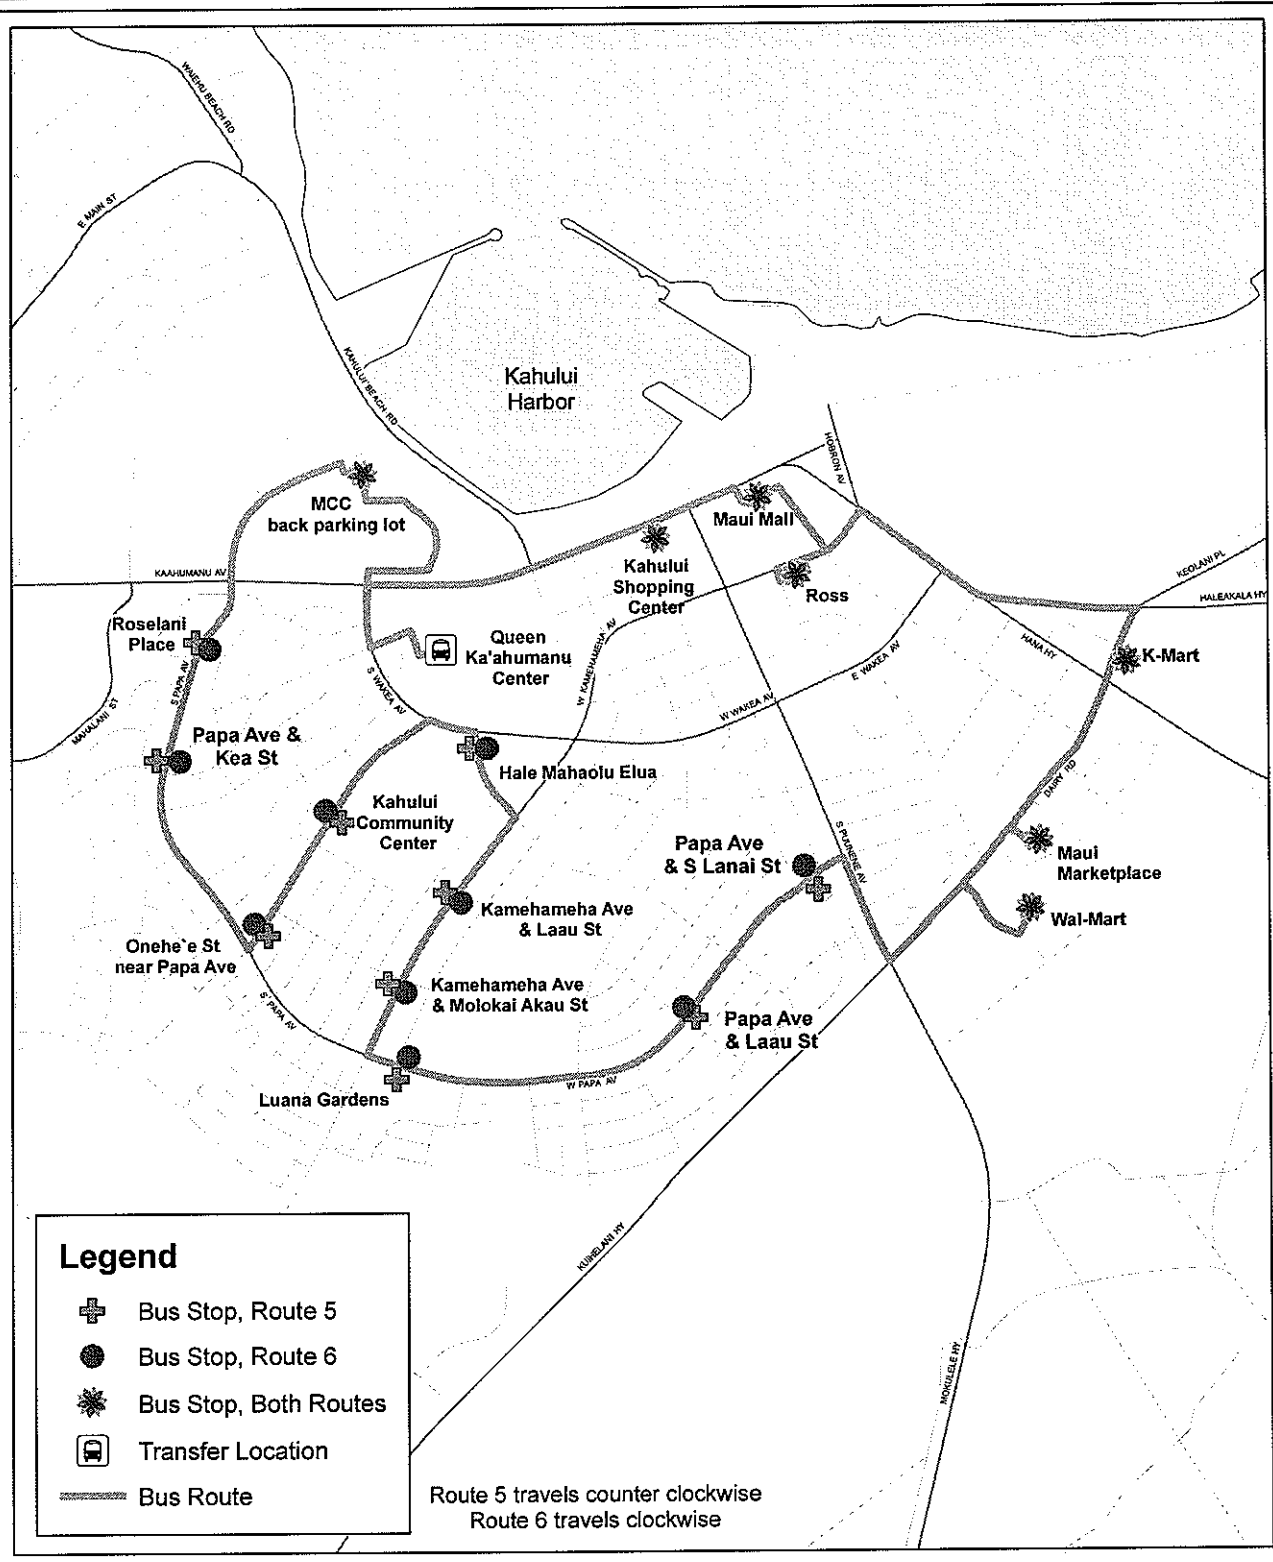 WAIEHU BEACH RD
E MAIN ST
KAHULUI BEACH RD
Kahului
Harbor
HOBRON AV
MCC
back parking lot
Maui Mall
KAAHUMANU AV
Kahului
Shopping
Center
Ross
KEOLANI PL
HALEAKALA HY
Roselani
Place
Queen
Ka'ahumanu
Center
W KAMEHAMEHA AV
HANA HY
K-Mart
S PAPA AV
S WAKEA AV
E WAKEA AV
W WAKEA AV
MAHALANI ST
Papa Ave &
Kea St
Hale Mahaolu Elua
DAIRY RD
Kahului
Community
Center
S PUUNENE AV
Papa Ave
& S Lanai St
Maui
Marketplace
Kamehameha Ave
& Laau St
Wal-Mart
Onehe`e St
near Papa Ave
Kamehameha Ave
& Molokai Akau St
S PAPA AV
Papa Ave
& Laau St
W PAPA AV
Luana Gardens
KUIHELANI HY
MOKULELE HY
Legend
Bus Stop, Route 5
Bus Stop, Route 6
Bus Stop, Both Routes
Transfer Location
Bus Route
Route 5 travels counter clockwise
Route 6 travels clockwise